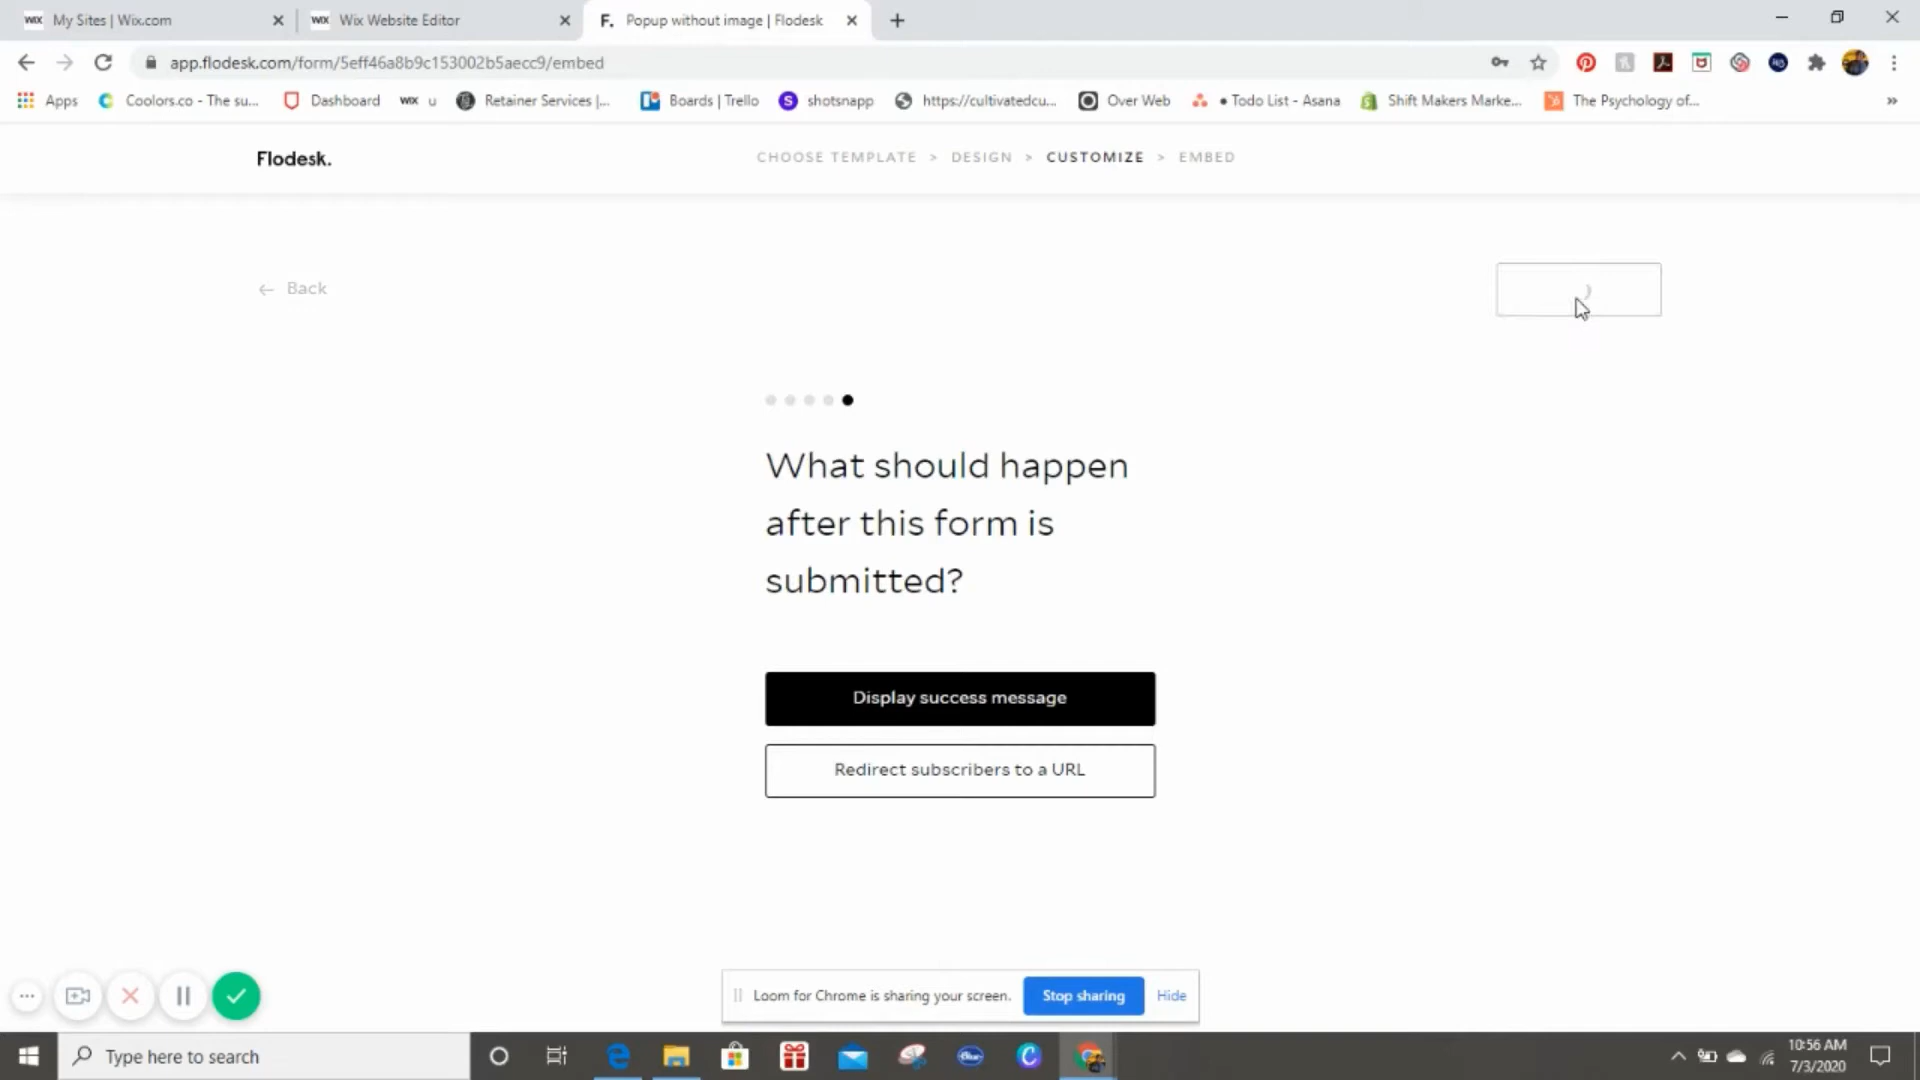 WIX My Sites | Wix.com
WIX Wix Website Editor
F. Popup without image | Flodesk
app.flodesk.com/form/5eff46a8b9c153002b5aecc9/embed
Apps
Coolors.co - The su...
Dashboard
WIX u
Retainer Services |...
Boards | Trello
S shotsnapp
https://cultivatedcu...
Over Web
• Todo List - Asana
Shift Makers Marke...
The Psychology of...
»
Flodesk.
CHOOSE TEMPLATE > DESIGN > CUSTOMIZE > EMBED
← Back
What should happen
after this form is
submitted?
Display success message
Redirect subscribers to a URL
Loom for Chrome is sharing your screen.
Stop sharing
Hide
Type here to search
10:56 AM
7/3/2020